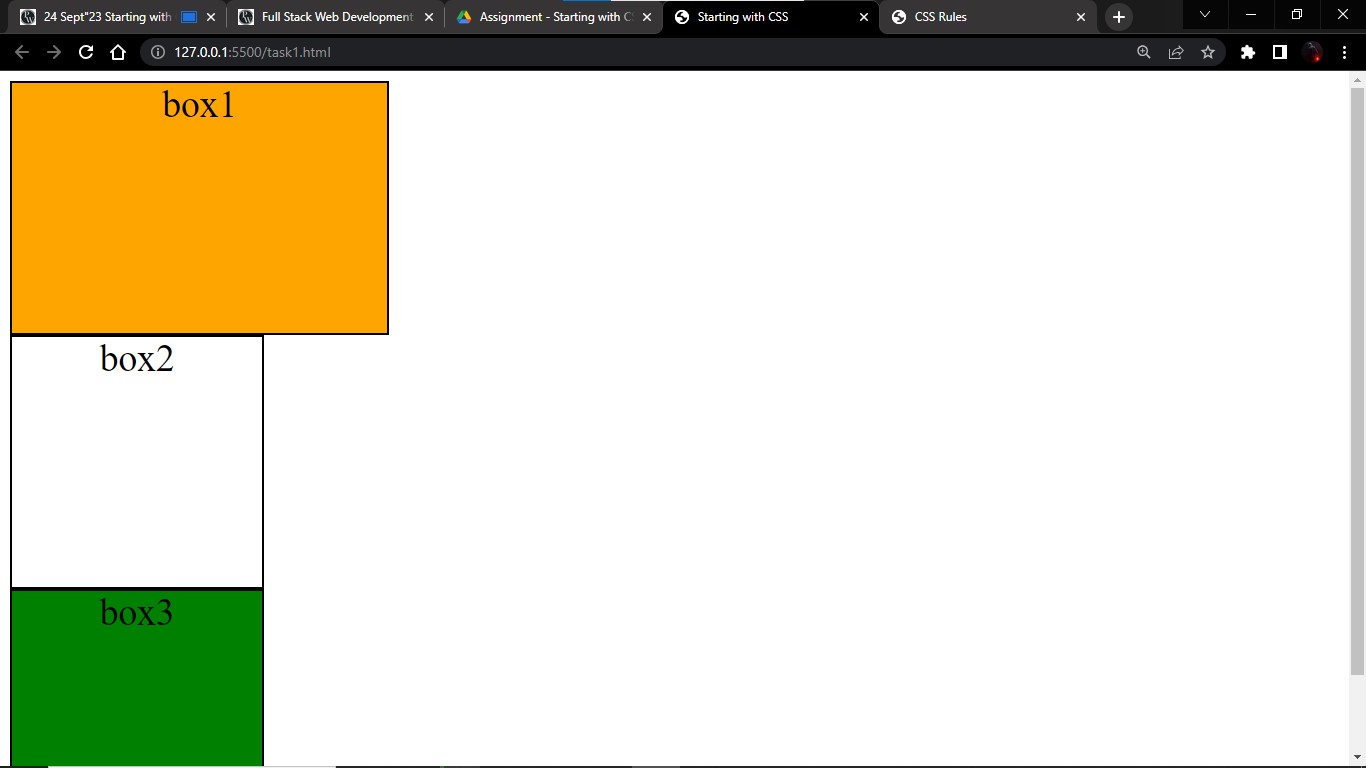 24 Sept"23 Starting with
Full Stack Web Development
Assignment - Starting with C
Starting with CSS
CSS Rules
127.0.0.1:5500/task1.html
box1
box2
box3